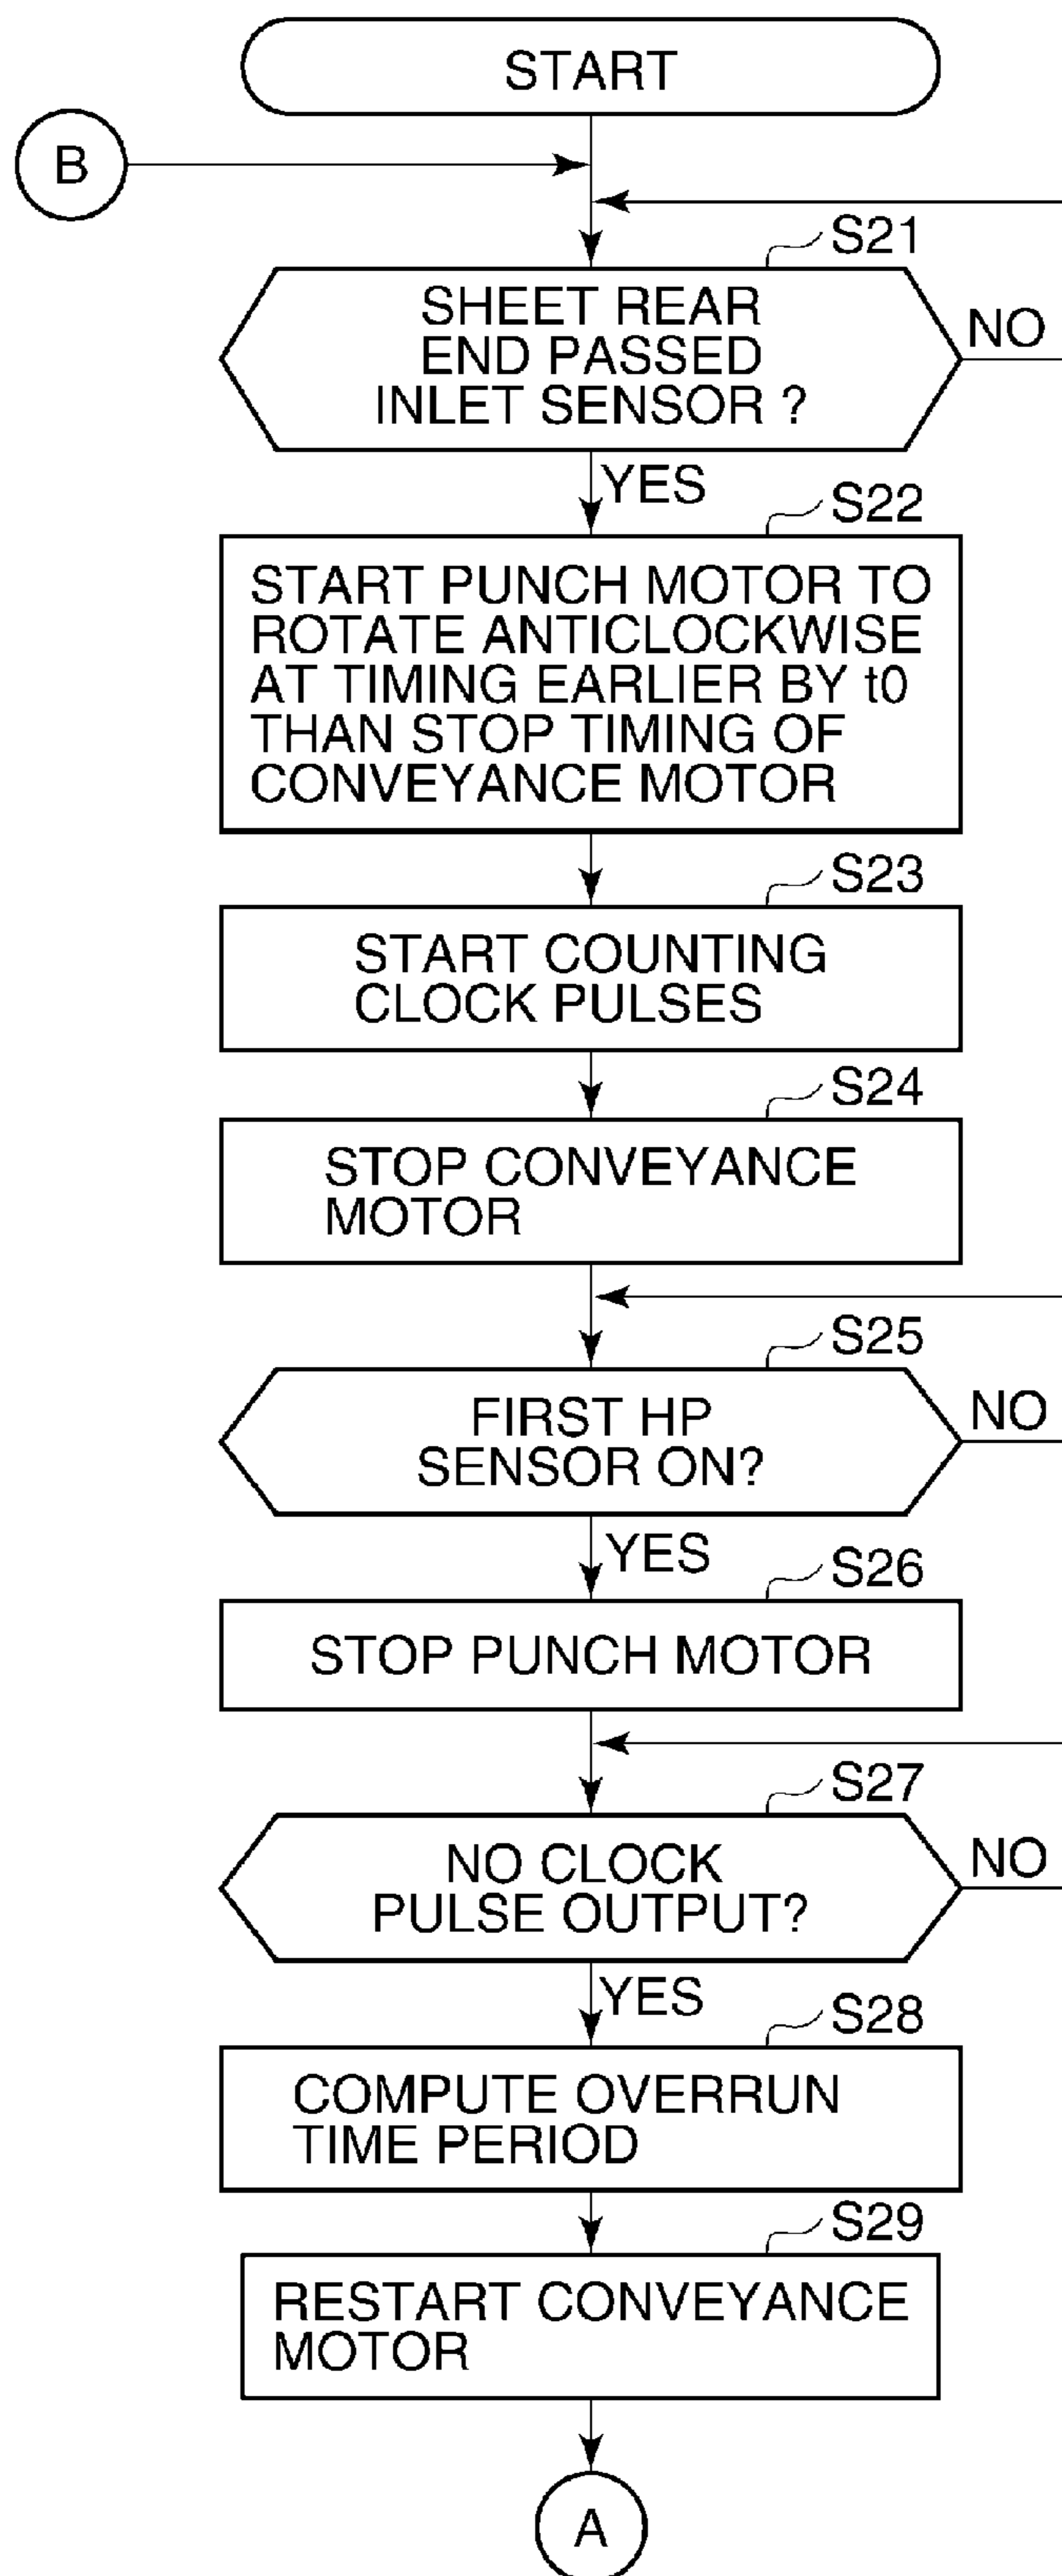 START
B
S21
SHEET REAR
END PASSED
INLET SENSOR ?
NO
YES
S22
START PUNCH MOTOR TO
ROTATE ANTICLOCKWISE
AT TIMING EARLIER BY t0
THAN STOP TIMING OF
CONVEYANCE MOTOR
S23
START COUNTING
CLOCK PULSES
S24
STOP CONVEYANCE
MOTOR
S25
FIRST HP
SENSOR ON?
NO
YES
S26
STOP PUNCH MOTOR
S27
NO CLOCK
PULSE OUTPUT?
NO
YES
S28
COMPUTE OVERRUN
TIME PERIOD
S29
RESTART CONVEYANCE
MOTOR
A